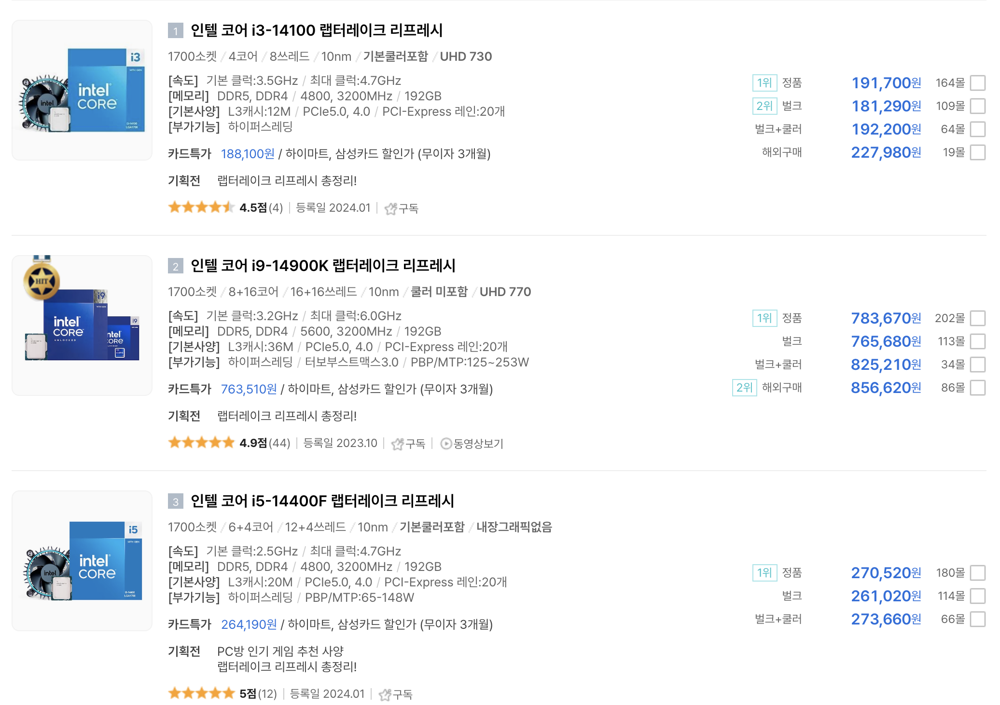 1 인텔 코어 i3-14100 랩터레이크 리프레시
1700소켓 / 4코어 / 8쓰레드 / 10nm / 기본쿨러포함 / UHD 730
[속도] 기본 클럭:3.5GHz / 최대 클럭:4.7GHz
[메모리] DDR5, DDR4 / 4800, 3200MHz / 192GB
[기본사양] L3캐시:12M / PCIe5.0, 4.0 / PCI-Express 레인:20개
[부가기능] 하이퍼스레딩
카드특가 188,100원 / 하이마트, 삼성카드 할인가 (무이자 3개월)
기획전 랩터레이크 리프레시 총정리!
4.5점(4) | 등록일 2024.01 | 구독
1위 정품 191,700원 164몰
2위 벌크 181,290원 109몰
벌크+쿨러 192,200원 64몰
해외구매 227,980원 19몰
i3
14TH GEN
intel
CORE
intel
i3-14100
LGA1700
2 인텔 코어 i9-14900K 랩터레이크 리프레시
1700소켓 / 8+16코어 / 16+16쓰레드 / 10nm / 쿨러 미포함 / UHD 770
[속도] 기본 클럭:3.2GHz / 최대 클럭:6.0GHz
[메모리] DDR5, DDR4 / 5600, 3200MHz / 192GB
[기본사양] L3캐시:36M / PCIe5.0, 4.0 / PCI-Express 레인:20개
[부가기능] 하이퍼스레딩 / 터보부스트맥스3.0 / PBP/MTP:125~253W
카드특가 763,510원 / 하이마트, 삼성카드 할인가 (무이자 3개월)
기획전 랩터레이크 리프레시 총정리!
4.9점(44) | 등록일 2023.10 | 구독 | 동영상보기
1위 정품 783,670원 202몰
벌크 765,680원 113몰
벌크+쿨러 825,210원 34몰
2위 해외구매 856,620원 86몰
HIT
i9
14TH GEN
intel
CORE
UNLOCKED
i9
ntel
ORE
LOCKED
3 인텔 코어 i5-14400F 랩터레이크 리프레시
1700소켓 / 6+4코어 / 12+4쓰레드 / 10nm / 기본쿨러포함 / 내장그래픽없음
[속도] 기본 클럭:2.5GHz / 최대 클럭:4.7GHz
[메모리] DDR5, DDR4 / 4800, 3200MHz / 192GB
[기본사양] L3캐시:20M / PCIe5.0, 4.0 / PCI-Express 레인:20개
[부가기능] 하이퍼스레딩 / PBP/MTP:65-148W
카드특가 264,190원 / 하이마트, 삼성카드 할인가 (무이자 3개월)
기획전 PC방 인기 게임 추천 사양
랩터레이크 리프레시 총정리!
5점(12) | 등록일 2024.01 | 구독
1위 정품 270,520원 180몰
벌크 261,020원 114몰
벌크+쿨러 273,660원 66몰
i5
14TH GEN
intel
CORE
intel
i5-14400
LGA1700